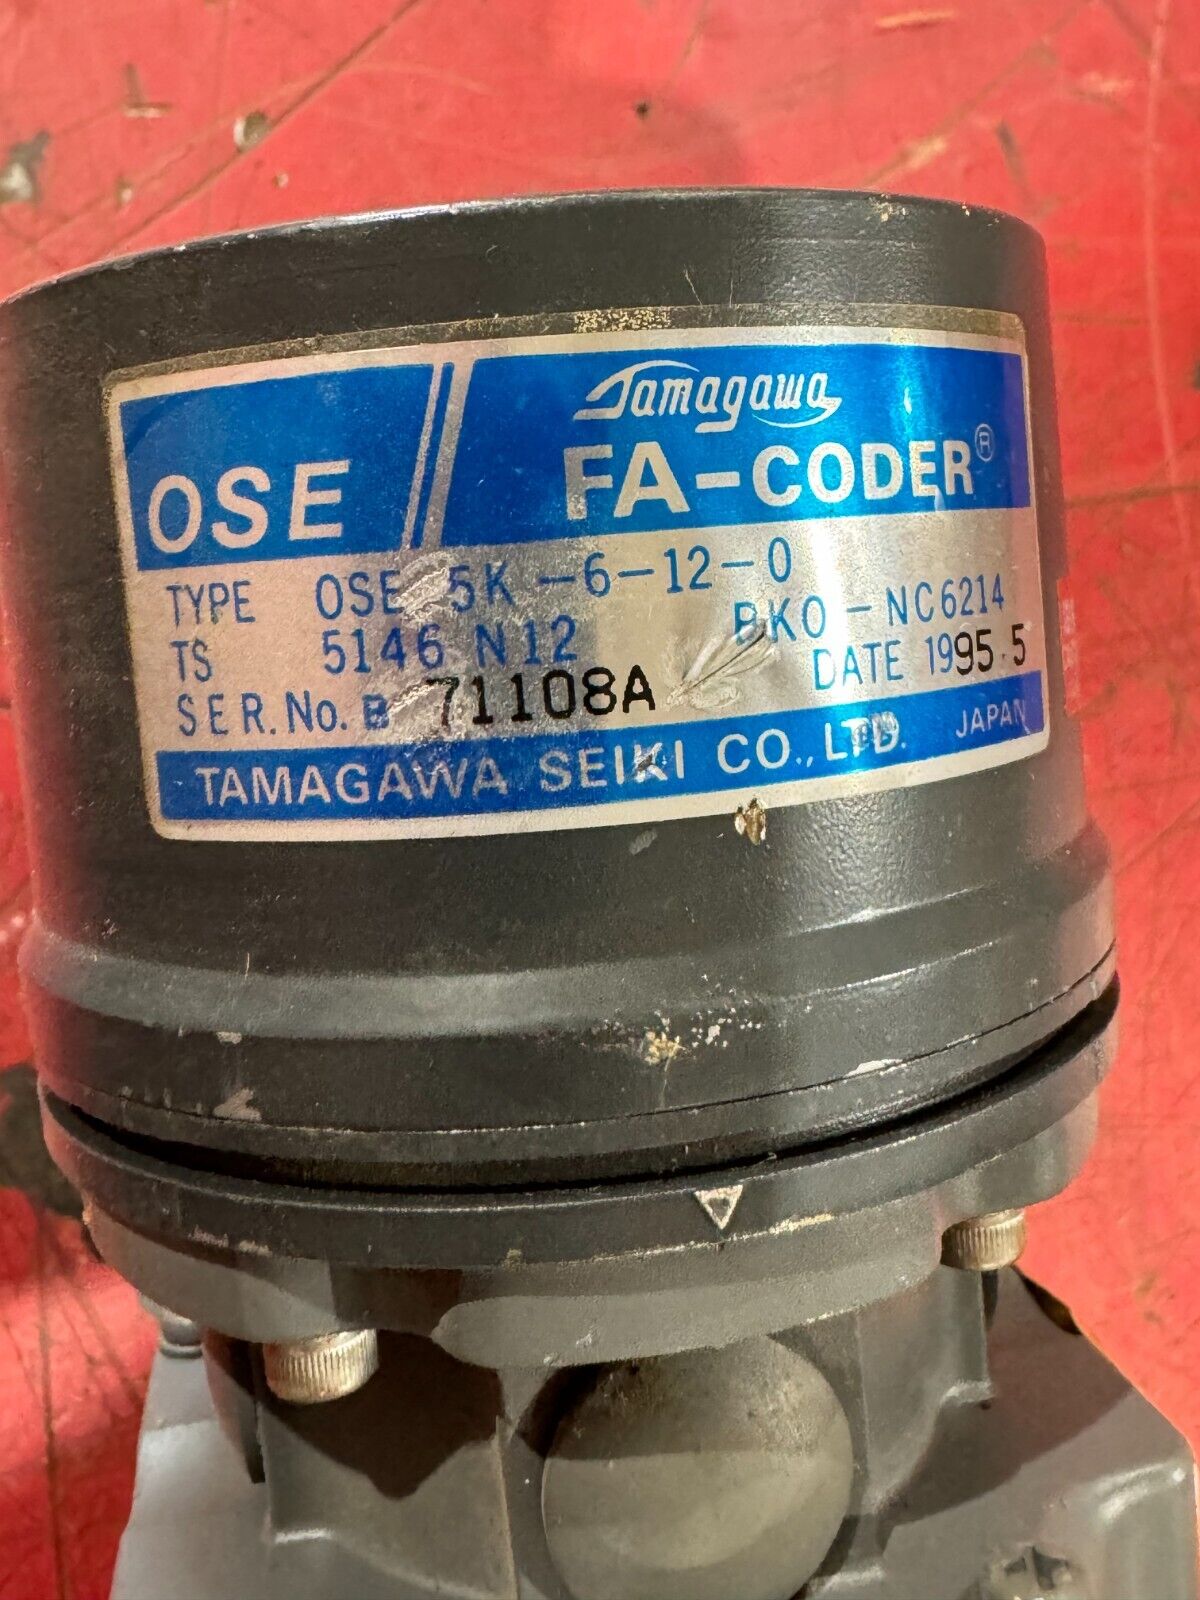 OSE
Tamagawa
FA-CODER®
TYPE OSE 5K -6-12-0
TS 5146 N12 BKO-NC6214
SER.No. B 71108A DATE 1995.5
TAMAGAWA SEIKI CO., LTD. JAPAN